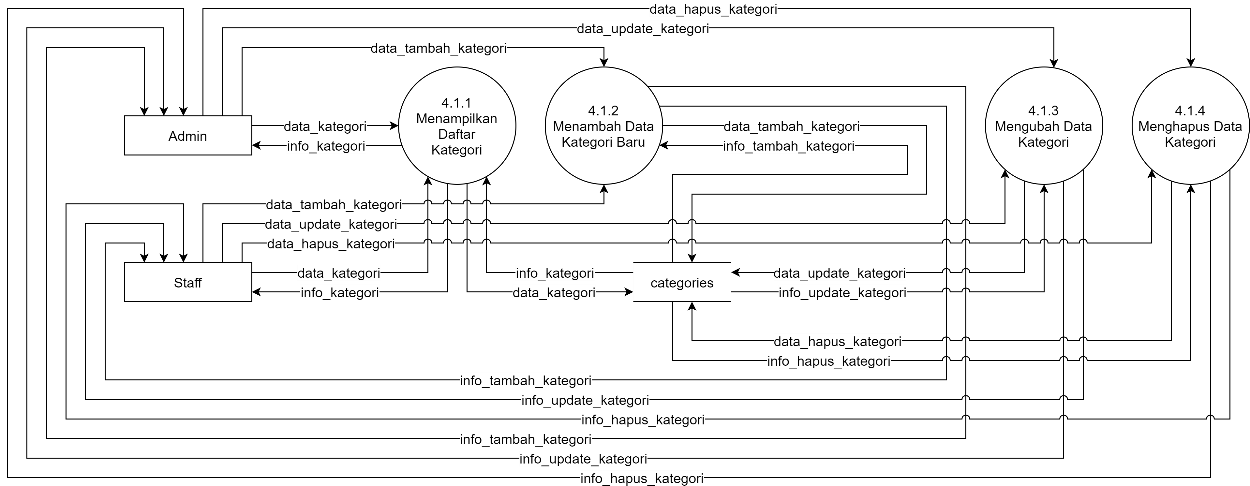 data_hapus_kategori
data_update_kategori
data_tambah_kategori
4.1.1
Menampilkan
Daftar
Kategori
4.1.2
Menambah Data
Kategori Baru
4.1.3
Mengubah Data
Kategori
4.1.4
Menghapus Data
Kategori
Admin
data_kategori
info_kategori
data_tambah_kategori
info_tambah_kategori
data_tambah_kategori
data_update_kategori
data_hapus_kategori
Staff
data_kategori
info_kategori
info_kategori
data_kategori
categories
data_update_kategori
info_update_kategori
data_hapus_kategori
info_hapus_kategori
info_tambah_kategori
info_update_kategori
info_hapus_kategori
info_tambah_kategori
info_update_kategori
info_hapus_kategori